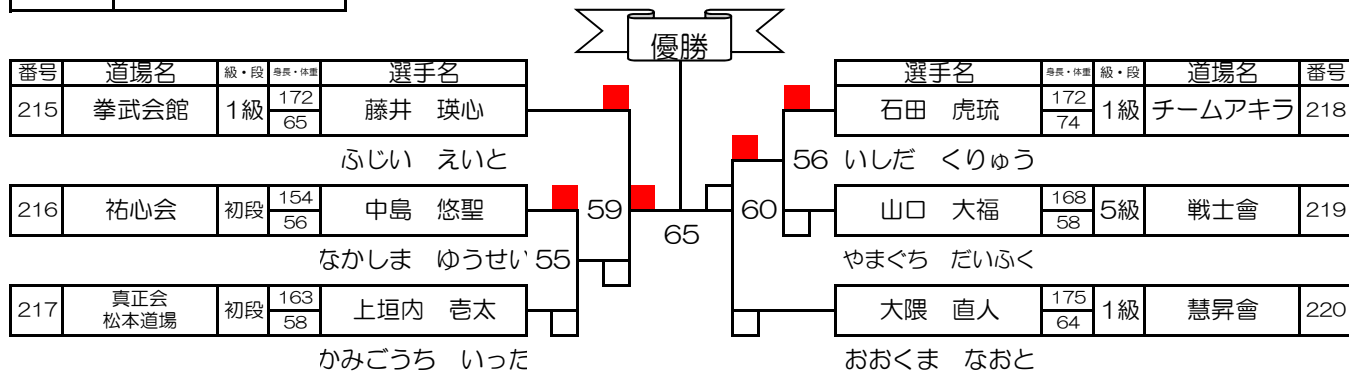 優勝
番号 道場名 級・段 身長・体重 選手名
215 拳武会館 1級 172 65 藤井 瑛心
ふじい えいと
216 祐心会 初段 154 56 中島 悠聖
なかしま ゆうせい
217 真正会 松本道場 初段 163 58 上垣内 壱太
かみごうち いった
55
59
65
60
56
選手名 身長・体重 級・段 道場名 番号
石田 虎琉 172 74 1級 チームアキラ 218
いしだ くりゅう
山口 大福 168 58 5級 戦士會 219
やまぐち だいふく
大隈 直人 175 64 1級 慧昇會 220
おおくま なおと